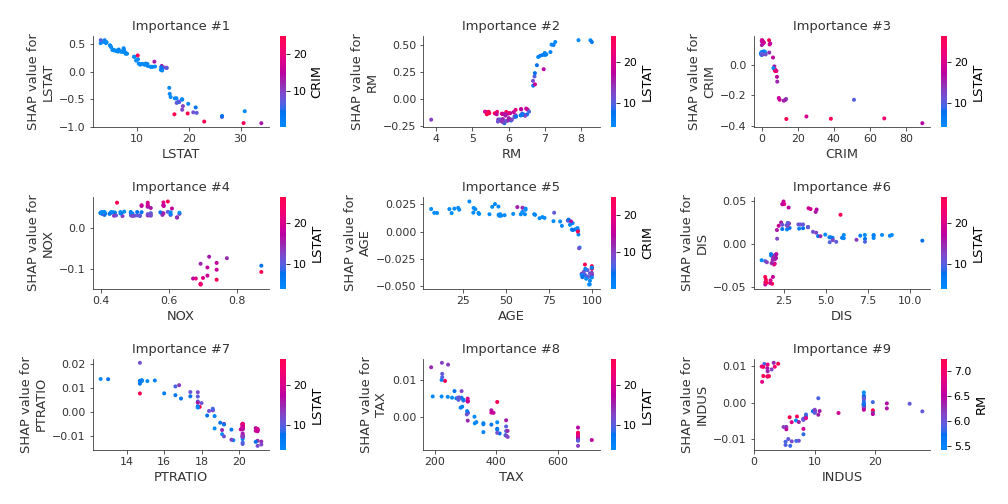 Importance #1
SHAP value for
LSTAT
0.5
0.0
−0.5
−1.0
10
20
30
LSTAT
20
10
CRIM
Importance #2
SHAP value for
RM
0.50
0.25
0.00
−0.25
4
5
6
7
8
RM
20
10
LSTAT
Importance #3
SHAP value for
CRIM
0.0
−0.2
−0.4
0
20
40
60
80
CRIM
20
10
LSTAT
Importance #4
SHAP value for
NOX
0.0
−0.1
0.4
0.6
0.8
NOX
20
10
LSTAT
Importance #5
SHAP value for
AGE
0.025
0.000
−0.025
−0.050
25
50
75
100
AGE
20
10
CRIM
Importance #6
SHAP value for
DIS
0.05
0.00
−0.05
2.5
5.0
7.5
10.0
DIS
20
10
LSTAT
Importance #7
SHAP value for
PTRATIO
0.02
0.01
0.00
−0.01
14
16
18
20
PTRATIO
20
10
LSTAT
Importance #8
SHAP value for
TAX
0.01
0.00
200
400
600
TAX
20
10
LSTAT
Importance #9
SHAP value for
INDUS
0.01
0.00
−0.01
0
10
20
INDUS
7.0
6.5
6.0
5.5
RM